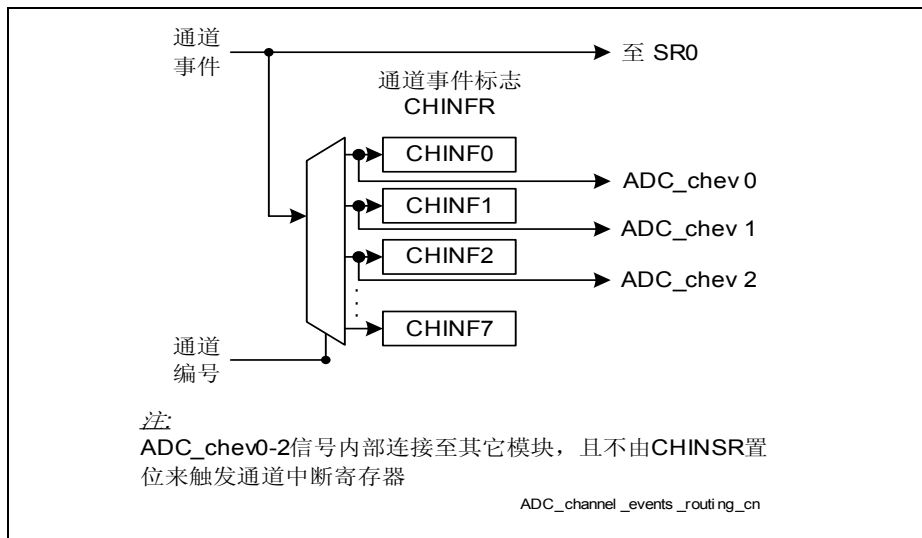 通道
事件
至 SR0
通道事件标志
CHINFR
CHINF0
ADC_chev 0
CHINF1
ADC_chev 1
CHINF2
ADC_chev 2
CHINF7
通道
编号
注:
ADC_chev0-2信号内部连接至其它模块，且不由CHINSR置
位来触发通道中断寄存器
ADC_channel _events _routing_cn